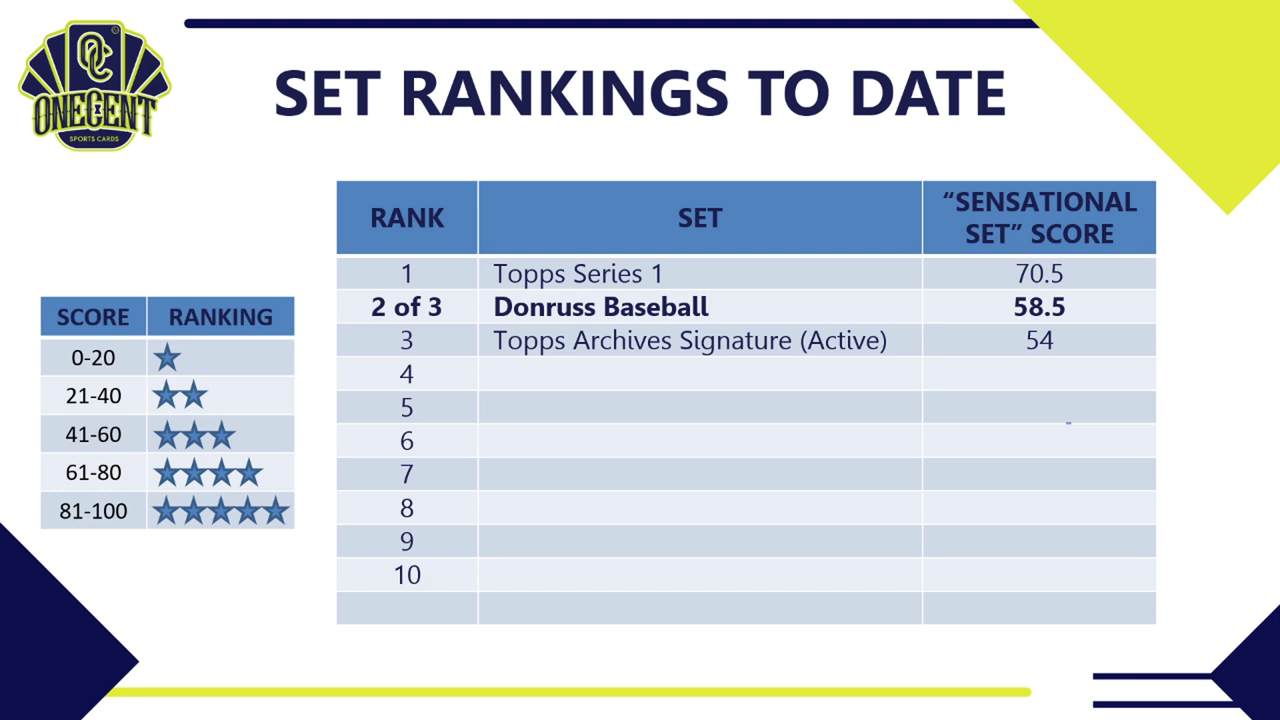 OC
ONECENT
SPORTS CARDS
SET RANKINGS TO DATE
RANK SET “SENSATIONAL
SET” SCORE
1 Topps Series 1 70.5
2 of 3 Donruss Baseball 58.5
3 Topps Archives Signature (Active) 54
4
5
6
7
8
9
10
SCORE RANKING
0-20
21-40
41-60
61-80
81-100